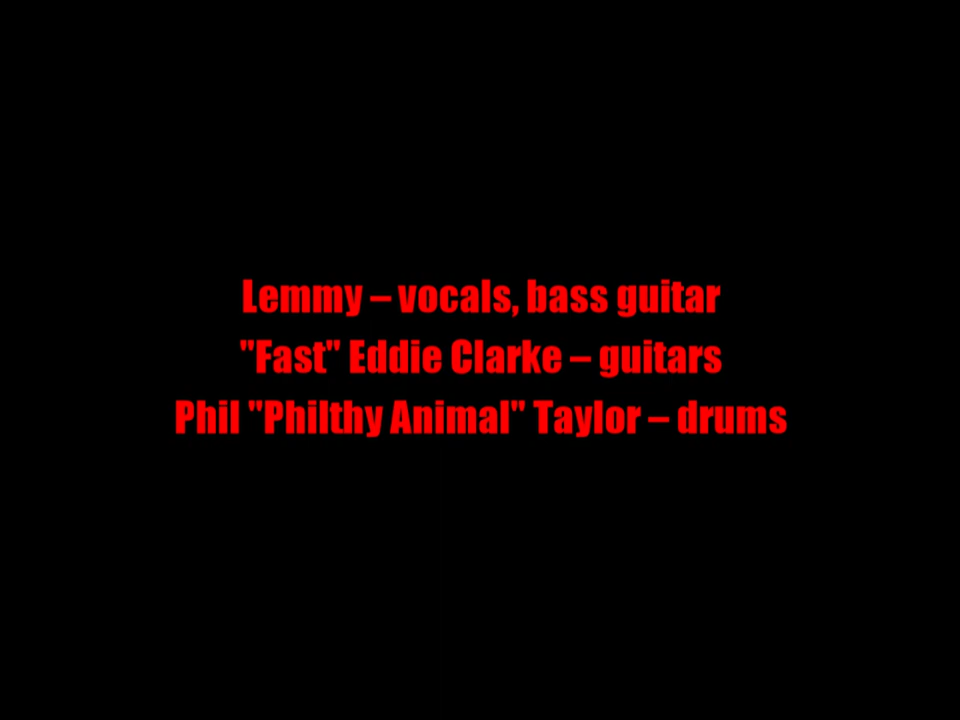 Lemmy – vocals, bass guitar
"Fast" Eddie Clarke – guitars
Phil "Philthy Animal" Taylor – drums